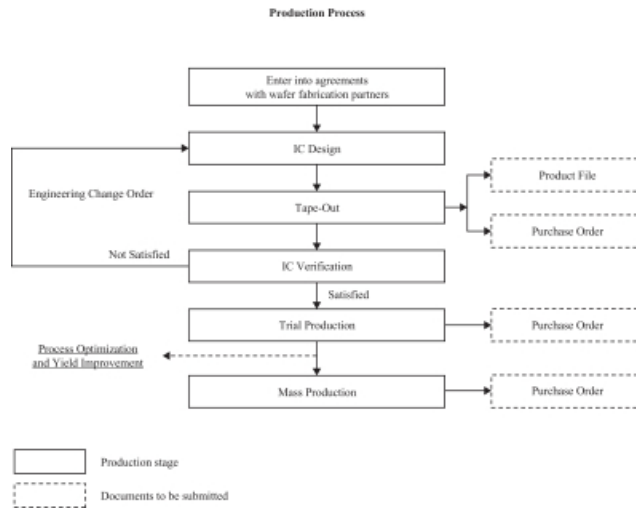 Production Process
Enter into agreements
with wafer fabrication partners
IC Design
Engineering Change Order
Product File
Tape-Out
Purchase Order
Not Satisfied
IC Verification
Satisfied
Trial Production
Purchase Order
Process Optimization
and Yield Improvement
Mass Production
Purchase Order
Production stage
Documents to be submitted